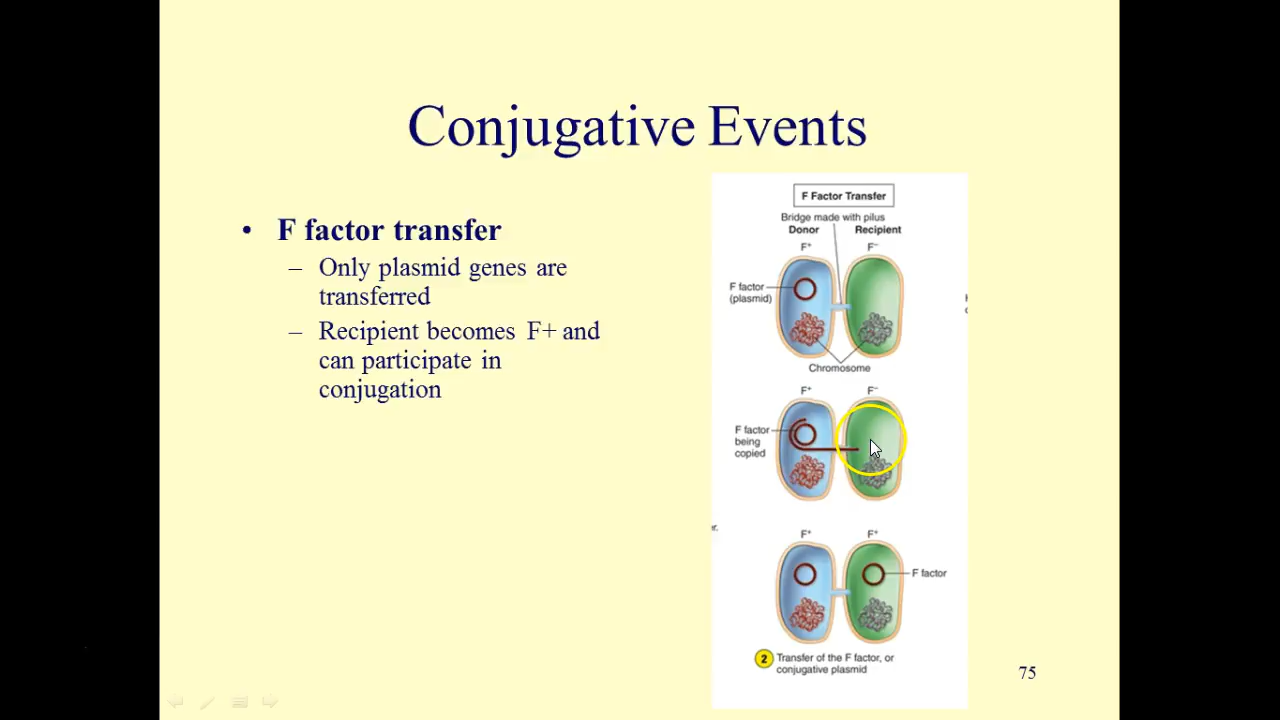 Conjugative Events
• F factor transfer
– Only plasmid genes are
transferred
– Recipient becomes F+ and
can participate in
conjugation
F Factor Transfer
Bridge made with pilus
Donor Recipient
F⁺ F⁻
F factor
(plasmid)
Chromosome
F⁺ F⁻
F factor
being
copied
r.
F⁺ F⁺
F factor
2 Transfer of the F factor, or
conjugative plasmid
75